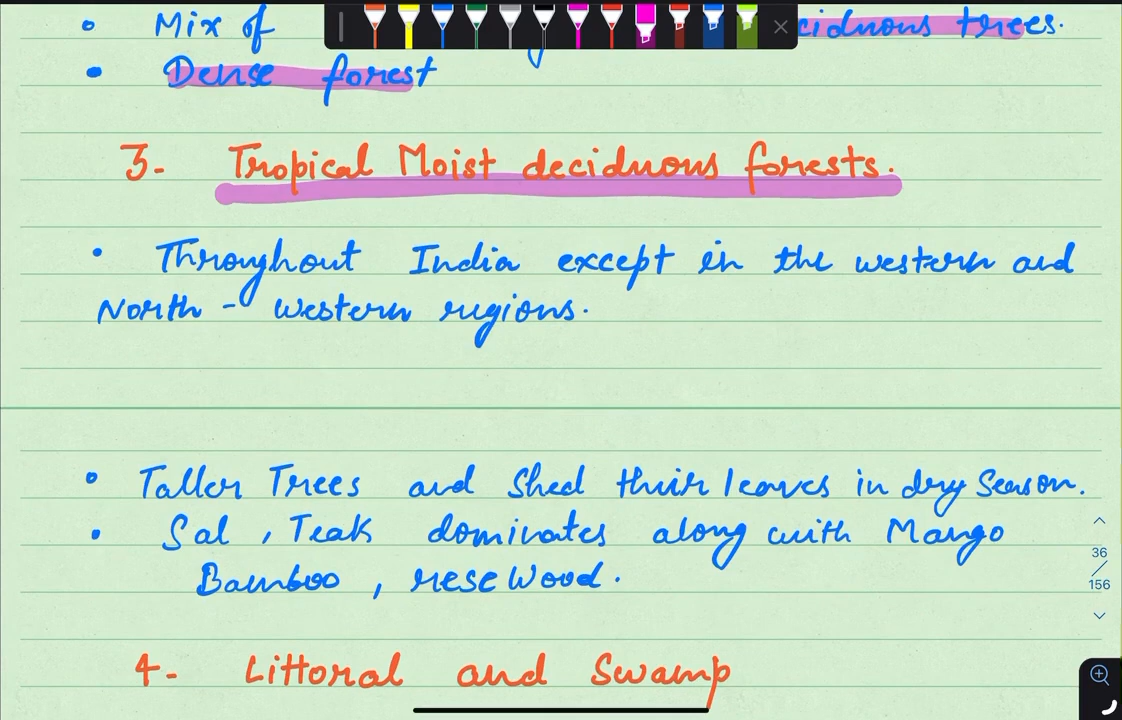 • Mix of ciduous trees.
• Dense forest
3- Tropical Moist deciduous forests.
• Throughout India except in the western and
North - western regions.
• Taller Trees and Shed their leaves in dry Season.
• Sal , Teak dominates along with Mango
Bamboo , rese Wood.
36
/
156
4- Littoral and Swamp